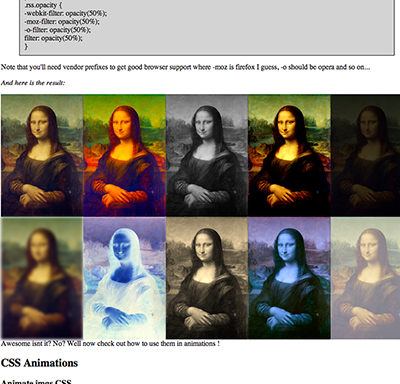 .rss.opacity {
-webkit-filter: opacity(50%);
-moz-filter: opacity(50%);
-o-filter: opacity(50%);
filter: opacity(50%);
}
Note that you'll need vendor prefixes to get good browser support where -moz is firefox I guess, -o should be opera and so on...
And here is the result:
Awesome isnt it? No? Well now check out how to use them in animations !
CSS Animations
Animate imgs CSS